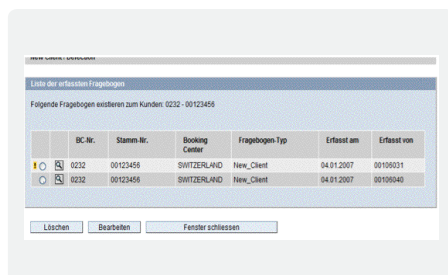 Liste der erfassten Fragebogen
Folgende Fragebogen existieren zum Kunden: 0232 - 00123456
BC-Nr. Stamm-Nr. Booking Center Fragebogen-Typ Erfasst am Erfasst von
! 0232 00123456 SWITZERLAND New_Client 04.01.2007 00106031
0232 00123456 SWITZERLAND New_Client 04.01.2007 00106040
Löschen Bearbeiten Fenster schliessen